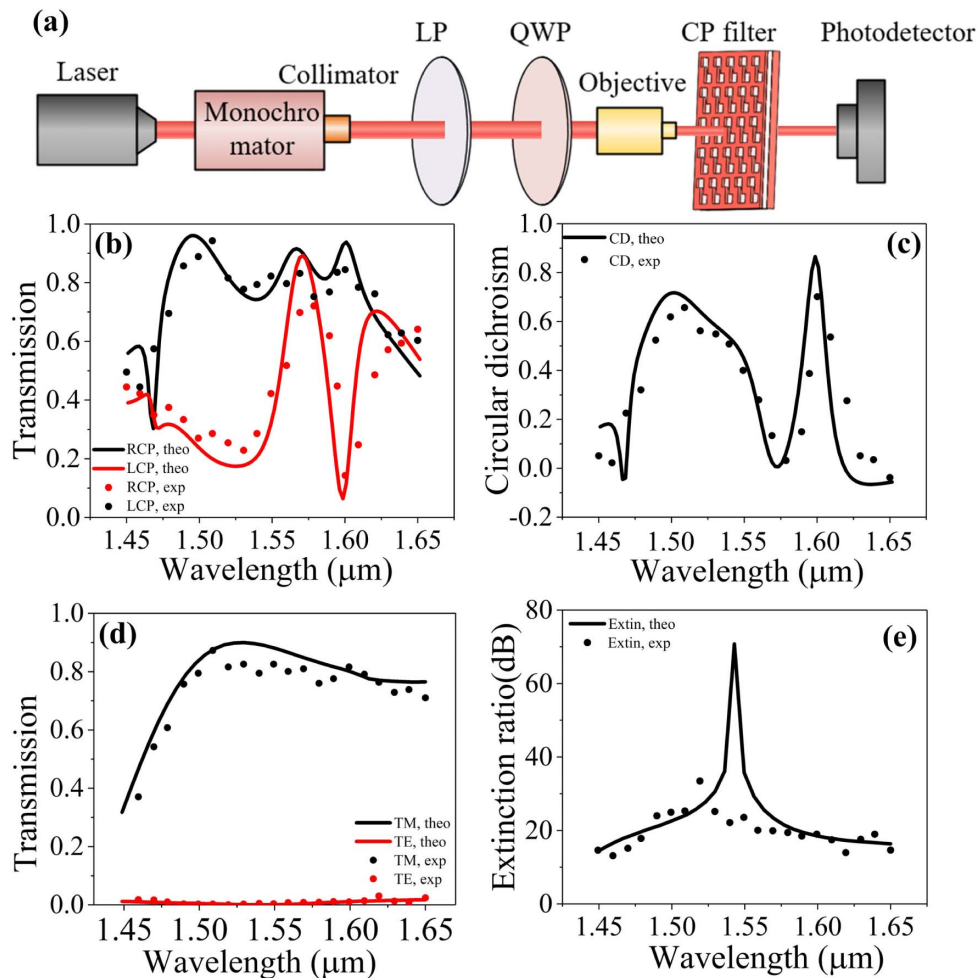 (a)
LP
QWP
CP filter
Photodetector
Laser
Collimator
Objective
Monochro
mator
(b)
1.0
0.8
0.6
0.4
0.2
0.0
Transmission
RCP, theo
LCP, theo
RCP, exp
LCP, exp
1.45 1.50 1.55 1.60 1.65
Wavelength (μm)
(c)
CD, theo
CD, exp
1.0
0.8
0.6
0.4
0.2
0.0
-0.2
Circular dichroism
1.45 1.50 1.55 1.60 1.65
Wavelength (μm)
(d)
1.0
0.8
0.6
0.4
0.2
0.0
Transmission
TM, theo
TE, theo
TM, exp
TE, exp
1.45 1.50 1.55 1.60 1.65
Wavelength (μm)
(e)
Extin, theo
Extin, exp
80
60
40
20
0
Extinction ratio(dB)
1.45 1.50 1.55 1.60 1.65
Wavelength (μm)